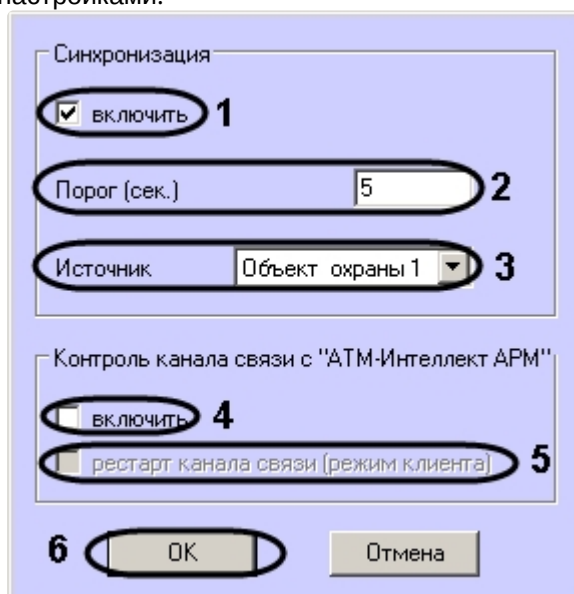 настройками.
Синхронизация
включить 1
Порог (сек.) 5 2
Источник Объект охраны 1 3
Контроль канала связи с "АТМ-Интеллект АРМ"
включить 4
рестарт канала связи (режим клиента) 5
6 OK Отмена